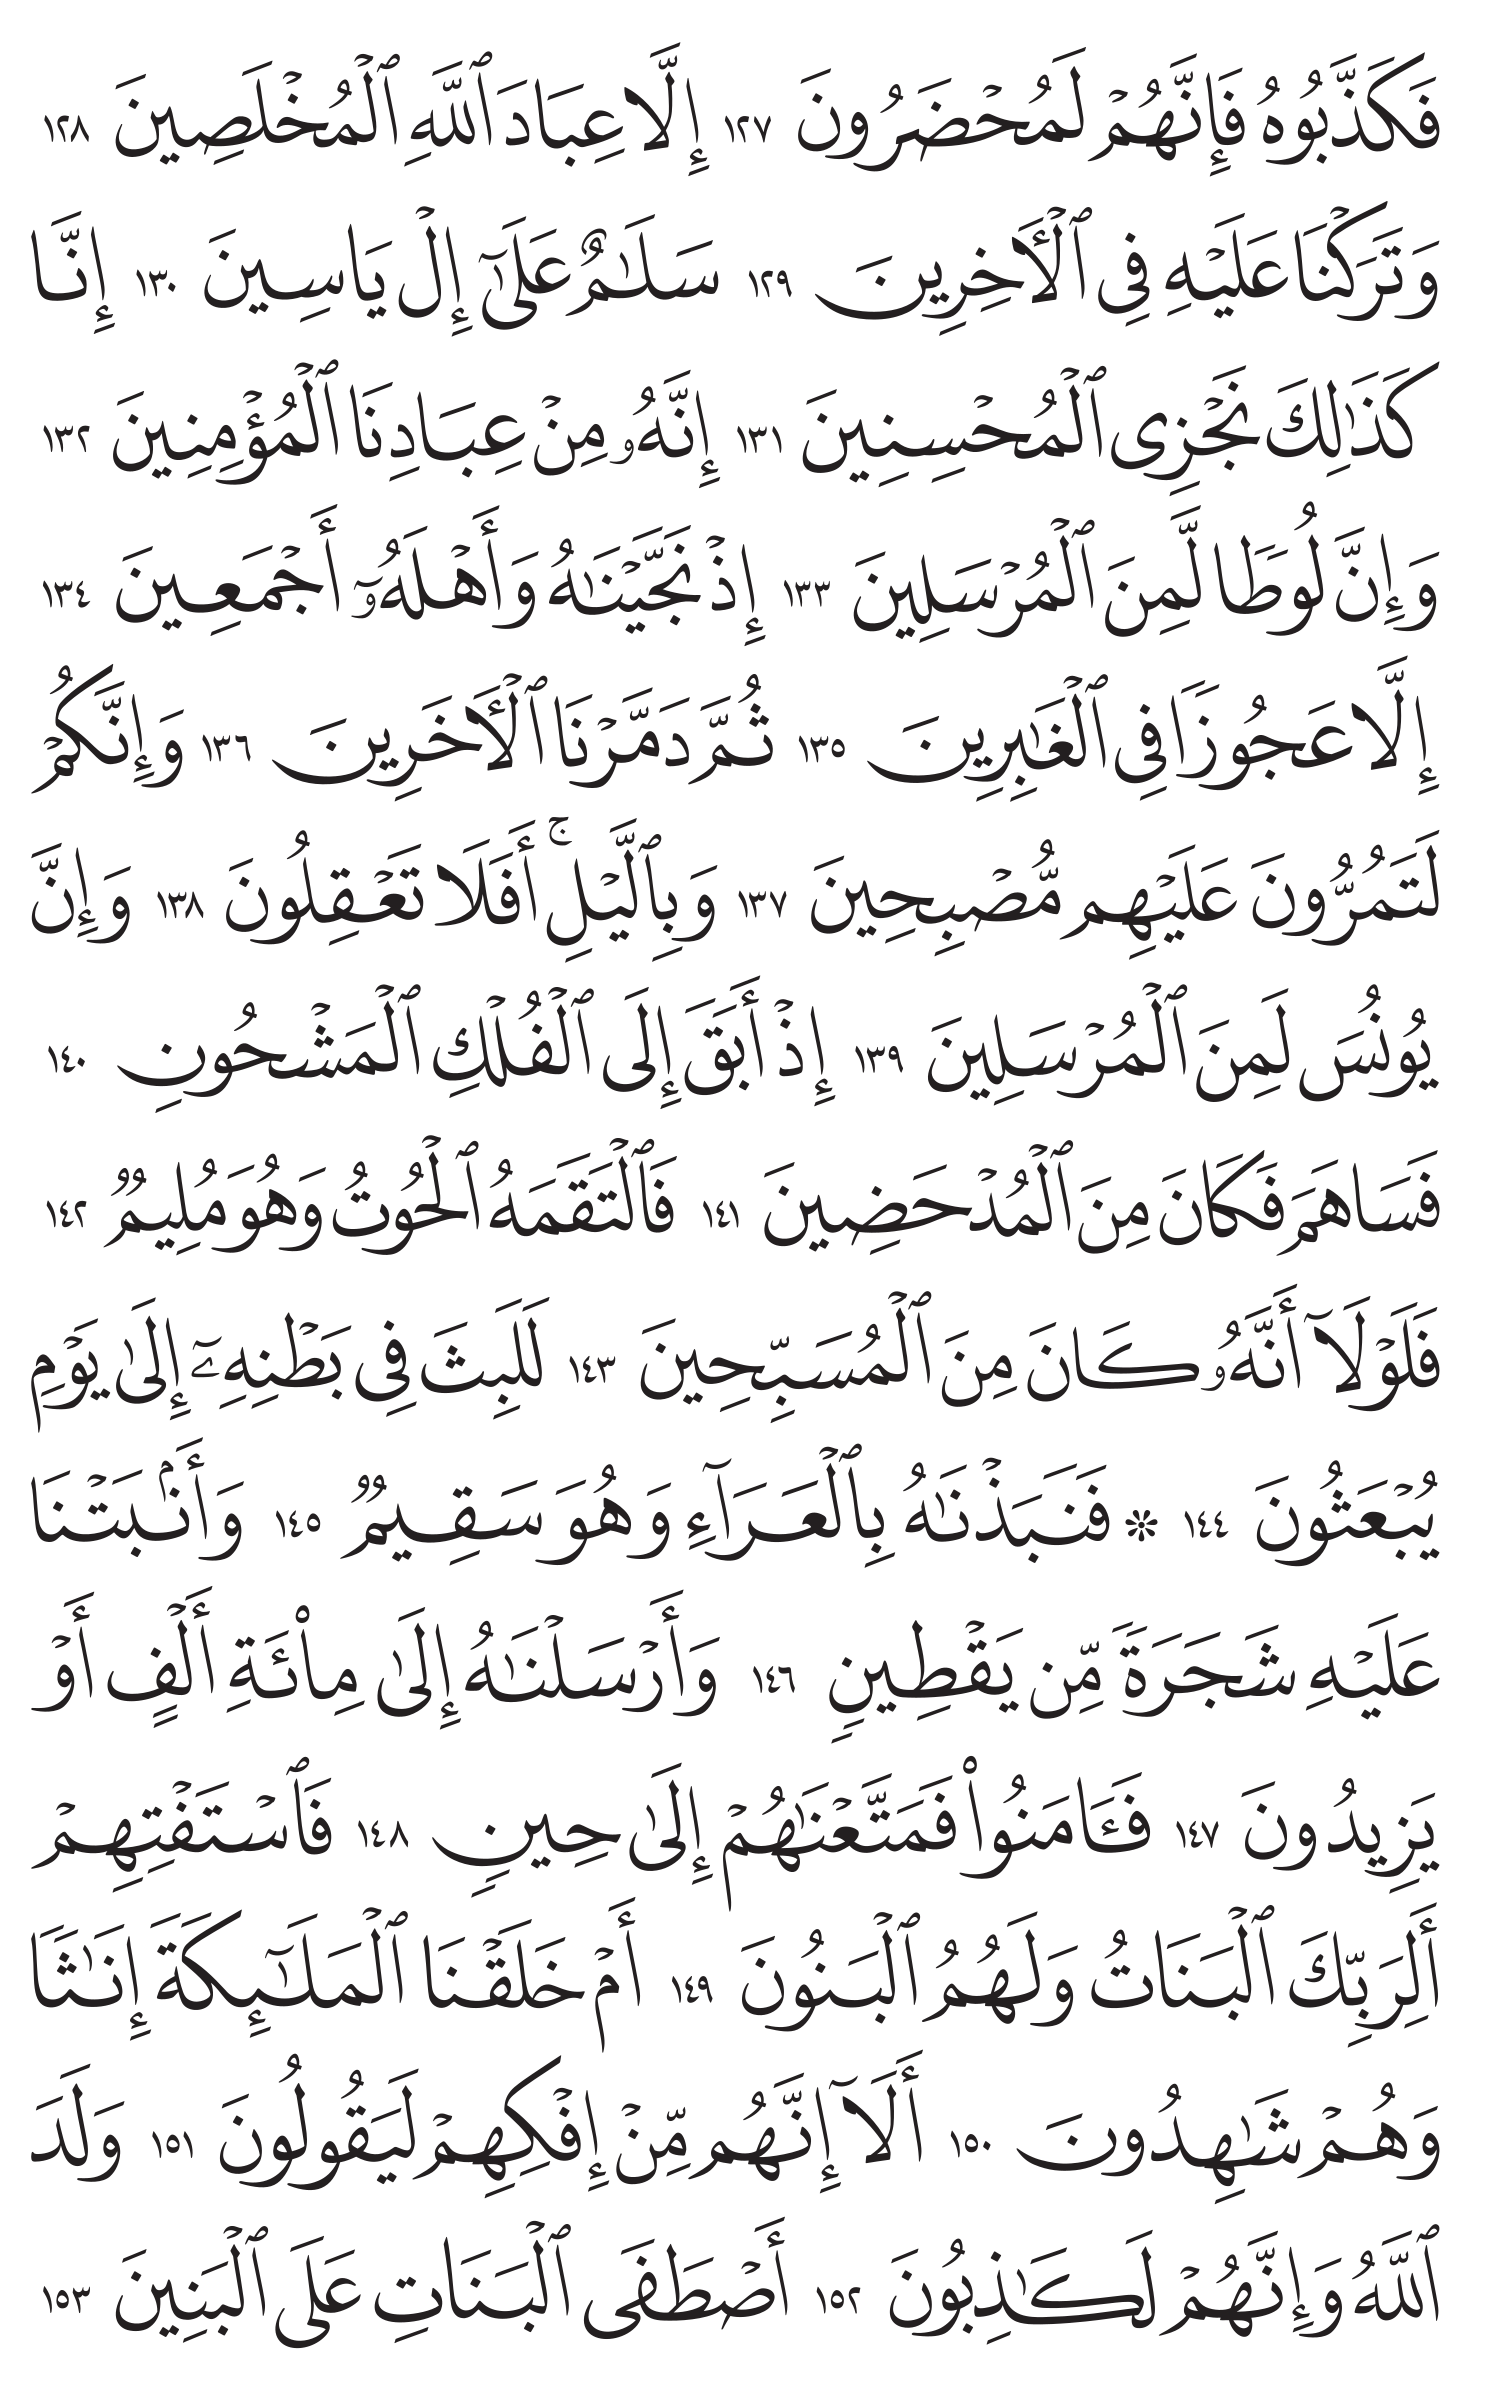 فَكَذَّبُوهُ فَإِنَّهُمۡ لَمُحۡضَرُونَ ١٢٧ إِلَّا عِبَادَ ٱللَّهِ ٱلۡمُخۡلَصِينَ ١٢٨
وَتَرَكۡنَا عَلَيۡهِ فِى ٱلۡأَخِرِينَ ١٢٩ سَلَـٰمٌ عَلَىٰٓ إِلۡ يَاسِينَ ١٣٠ إِنَّا
كَذَٰلِكَ نَجۡزِى ٱلۡمُحۡسِنِينَ ١٣١ إِنَّهُۥ مِنۡ عِبَادِنَا ٱلۡمُؤۡمِنِينَ ١٣٢
وَإِنَّ لُوطًا لَّمِنَ ٱلۡمُرۡسَلِينَ ١٣٣ إِذۡ نَجَّيۡنَـٰهُ وَأَهۡلَهُۥٓ أَجۡمَعِينَ ١٣٤
إِلَّا عَجُوزًا فِى ٱلۡغَـٰبِرِينَ ١٣٥ ثُمَّ دَمَّرۡنَا ٱلۡأَخَرِينَ ١٣٦ وَإِنَّكُمۡ
لَتَمُرُّونَ عَلَيۡهِم مُّصۡبِحِينَ ١٣٧ وَبِٱلَّيۡلِۚ أَفَلَا تَعۡقِلُونَ ١٣٨ وَإِنَّ
يُونُسَ لَمِنَ ٱلۡمُرۡسَلِينَ ١٣٩ إِذۡ أَبَقَ إِلَى ٱلۡفُلۡكِ ٱلۡمَشۡحُونِ ١٤٠
فَسَاهَمَ فَكَانَ مِنَ ٱلۡمُدۡحَضِينَ ١٤١ فَٱلۡتَقَمَهُ ٱلۡحُوتُ وَهُوَ مُلِيمٌ ١٤٢
فَلَوۡلَآ أَنَّهُۥ كَانَ مِنَ ٱلۡمُسَبِّحِينَ ١٤٣ لَلَبِثَ فِى بَطۡنِهِۦٓ إِلَىٰ يَوۡمِ
يُبۡعَثُونَ ١٤٤ ۞ فَنَبَذۡنَـٰهُ بِٱلۡعَرَآءِ وَهُوَ سَقِيمٌ ١٤٥ وَأَنۢبَتۡنَا
عَلَيۡهِ شَجَرَةً مِّن يَقۡطِينٍ ١٤٦ وَأَرۡسَلۡنَـٰهُ إِلَىٰ مِا۟ئَةِ أَلۡفٍ أَوۡ
يَزِيدُونَ ١٤٧ فَـَٔامَنُوا۟ فَمَتَّعۡنَـٰهُمۡ إِلَىٰ حِينٍ ١٤٨ فَٱسۡتَفۡتِهِمۡ
أَلِرَبِّكَ ٱلۡبَنَاتُ وَلَهُمُ ٱلۡبَنُونَ ١٤٩ أَمۡ خَلَقۡنَا ٱلۡمَلَـٰٓئِكَةَ إِنَـٰثًا
وَهُمۡ شَـٰهِدُونَ ١٥٠ أَلَآ إِنَّهُم مِّنۡ إِفۡكِهِمۡ لَيَقُولُونَ ١٥١ وَلَدَ
ٱللَّهُ وَإِنَّهُمۡ لَكَـٰذِبُونَ ١٥٢ أَصۡطَفَى ٱلۡبَنَاتِ عَلَى ٱلۡبَنِينَ ١٥٣